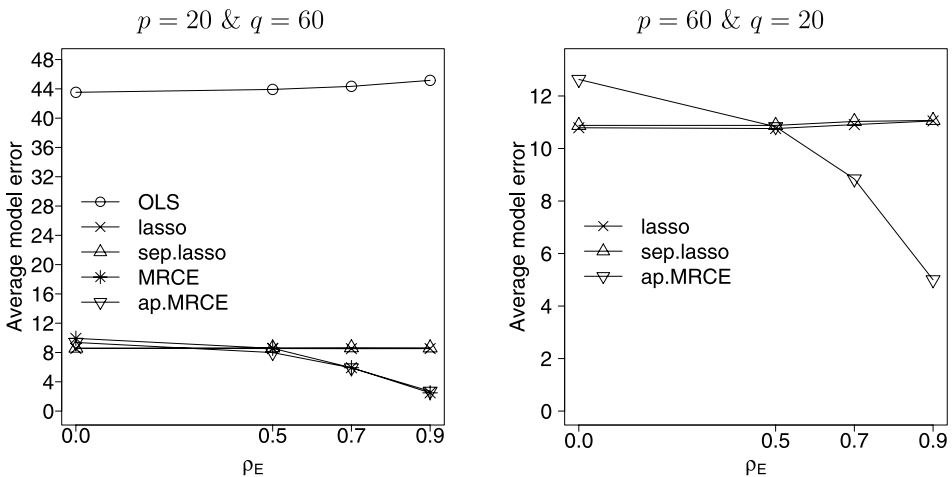 p = 20 & q = 60
Average model error
48
44
40
36
32
28
24
20
16
12
8
4
0
OLS
lasso
sep.lasso
MRCE
ap.MRCE
0.0 0.5 0.7 0.9
ρE
p = 60 & q = 20
Average model error
12
10
8
6
4
2
0
lasso
sep.lasso
ap.MRCE
0.0 0.5 0.7 0.9
ρE